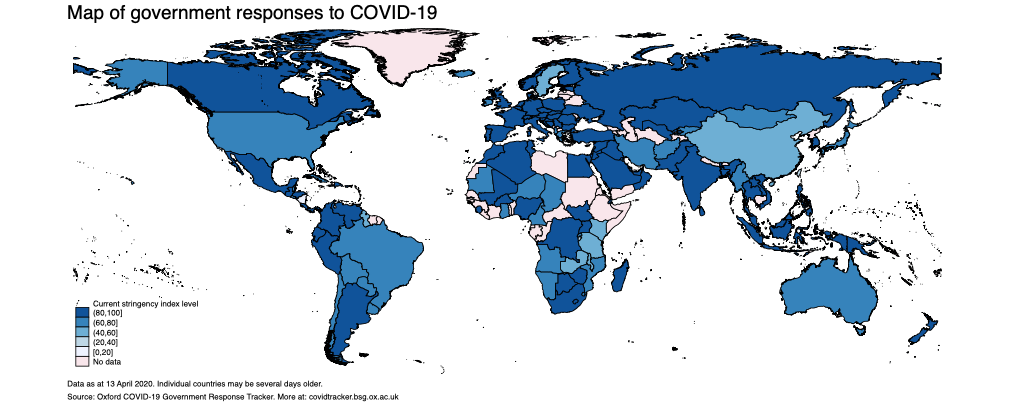 Map of government responses to COVID-19
Current stringency index level
(80,100]
(60,80]
(40,60]
(20,40]
[0,20]
No data
Data as at 13 April 2020. Individual countries may be several days older.
Source: Oxford COVID-19 Government Response Tracker. More at: covidtracker.bsg.ox.ac.uk